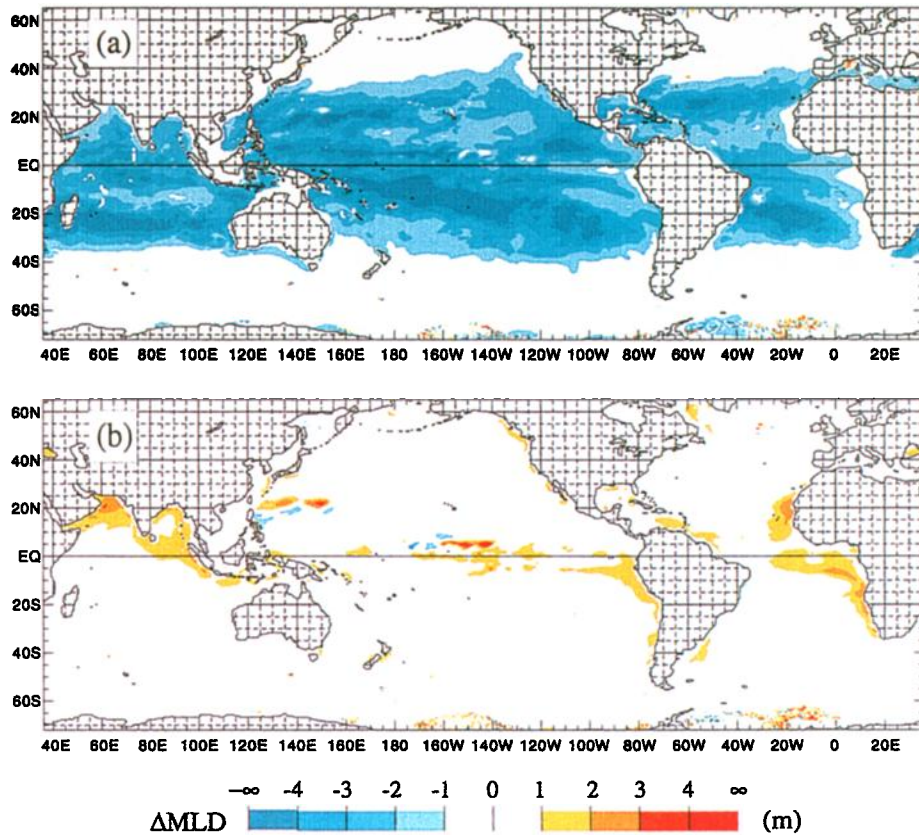 (a)
60N
40N
20N
EQ
20S
40S
60S
40E 60E 80E 100E 120E 140E 160E 180 160W 140W 120W 100W 80W 60W 40W 20W 0 20E
(b)
60N
40N
20N
EQ
20S
40S
60S
40E 60E 80E 100E 120E 140E 160E 180 160W 140W 120W 100W 80W 60W 40W 20W 0 20E
−∞ -4 -3 -2 -1 0 1 2 3 4 ∞
ΔMLD (m)